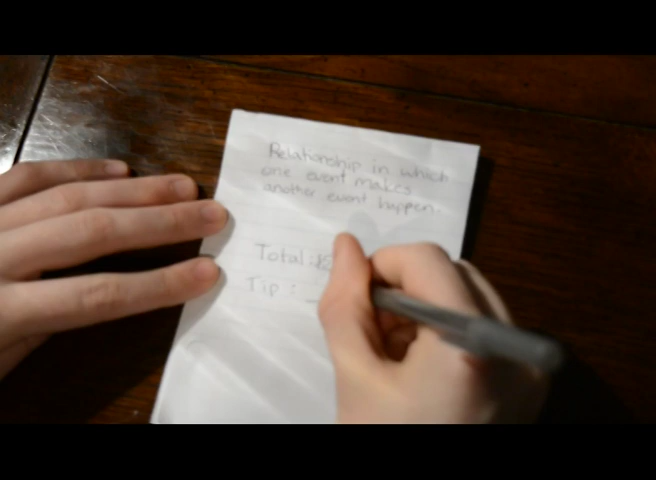 Relationship in which
one event makes
another event happen.
Total:
Tip: